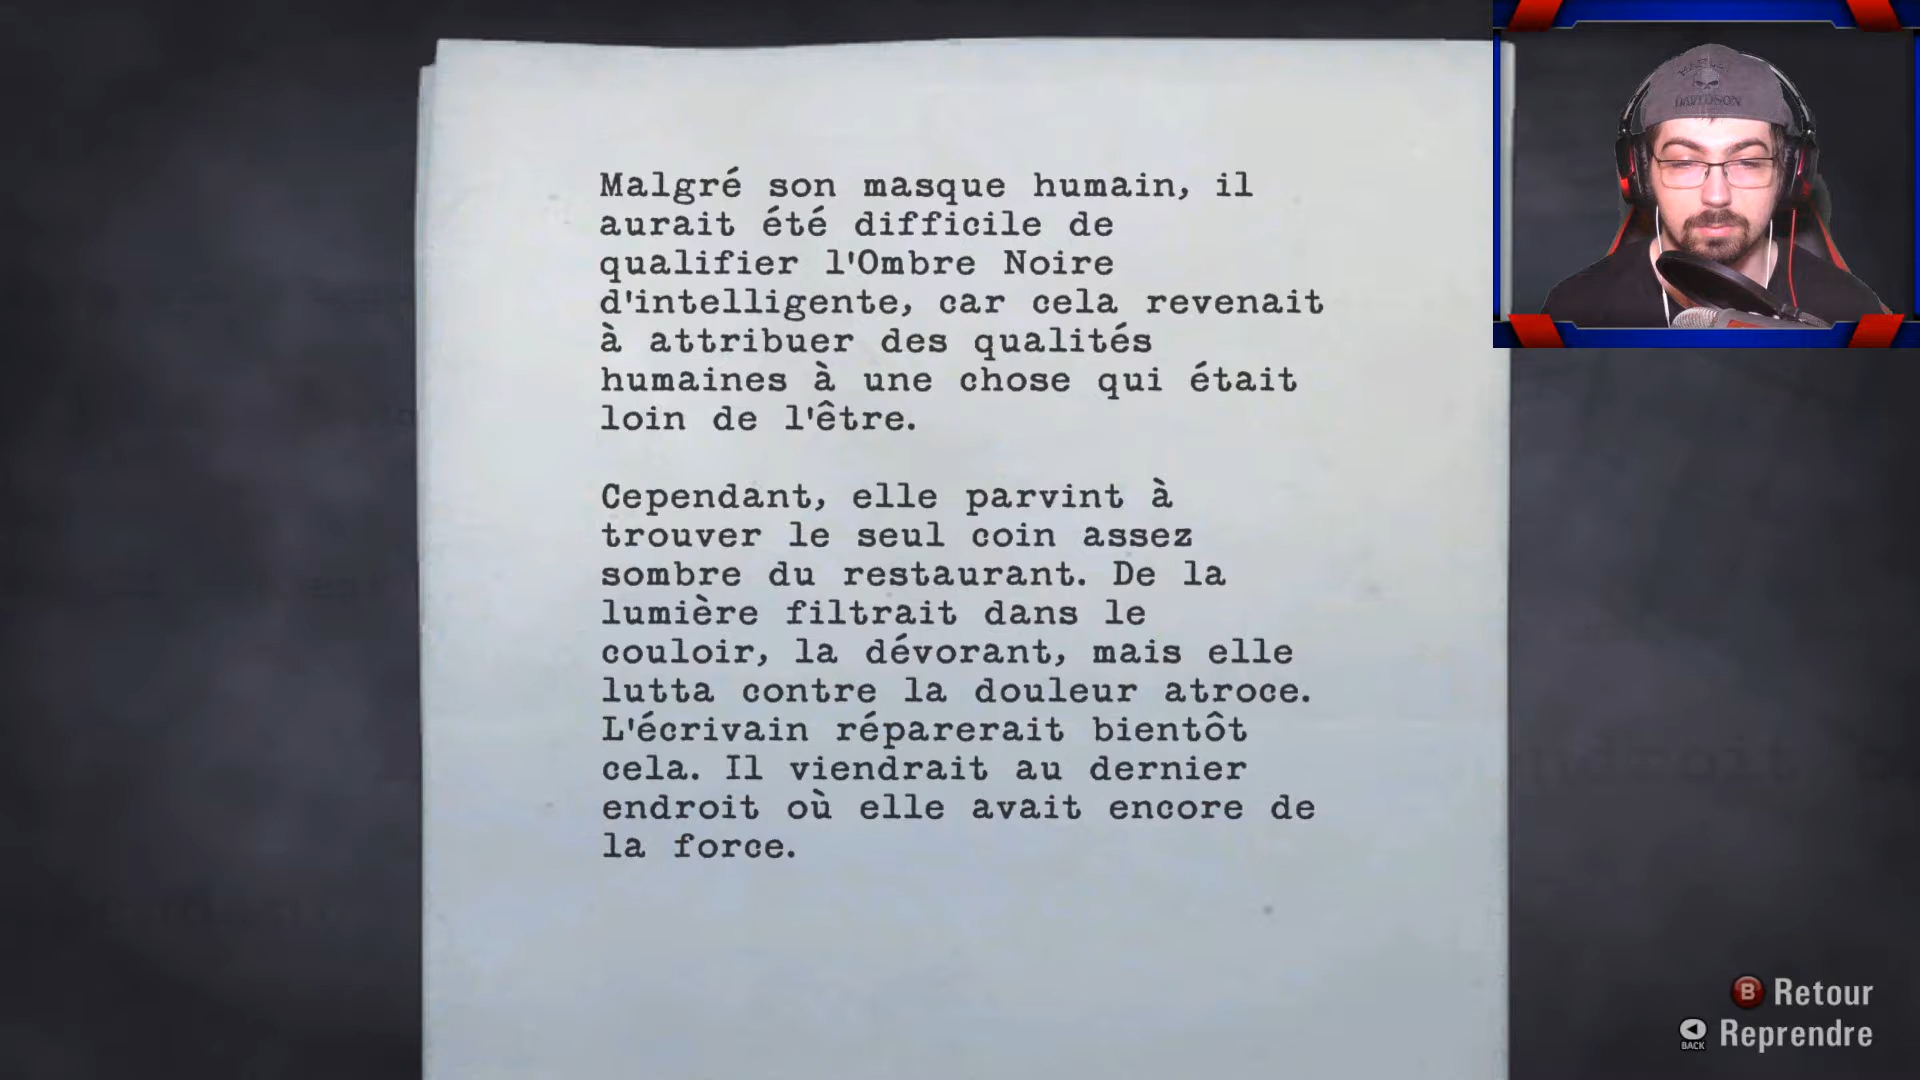 HARLEY
DAVIDSON
Malgré son masque humain, il
aurait été difficile de
qualifier l'Ombre Noire
d'intelligente, car cela revenait
à attribuer des qualités
humaines à une chose qui était
loin de l'être.
Cependant, elle parvint à
trouver le seul coin assez
sombre du restaurant. De la
lumière filtrait dans le
couloir, la dévorant, mais elle
lutta contre la douleur atroce.
L'écrivain réparerait bientôt
cela. Il viendrait au dernier
endroit où elle avait encore de
la force.
B Retour
BACK Reprendre